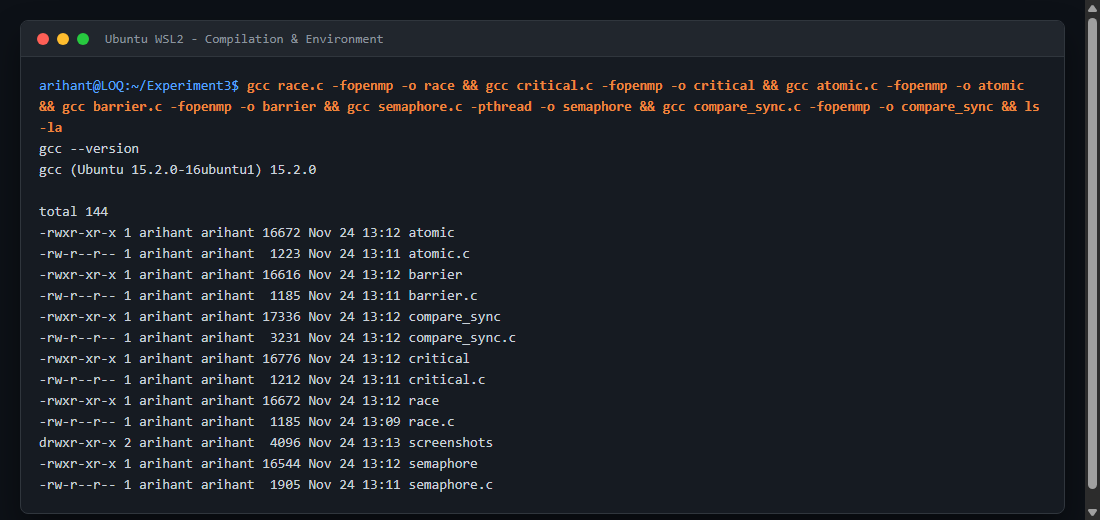 Ubuntu WSL2 - Compilation & Environment
arihant@LOQ:~/Experiment3$ gcc race.c -fopenmp -o race && gcc critical.c -fopenmp -o critical && gcc atomic.c -fopenmp -o atomic
&& gcc barrier.c -fopenmp -o barrier && gcc semaphore.c -pthread -o semaphore && gcc compare_sync.c -fopenmp -o compare_sync && ls
-la
gcc --version
gcc (Ubuntu 15.2.0-16ubuntu1) 15.2.0
total 144
-rwxr-xr-x 1 arihant arihant 16672 Nov 24 13:12 atomic
-rw-r--r-- 1 arihant arihant  1223 Nov 24 13:11 atomic.c
-rwxr-xr-x 1 arihant arihant 16616 Nov 24 13:12 barrier
-rw-r--r-- 1 arihant arihant  1185 Nov 24 13:11 barrier.c
-rwxr-xr-x 1 arihant arihant 17336 Nov 24 13:12 compare_sync
-rw-r--r-- 1 arihant arihant  3231 Nov 24 13:12 compare_sync.c
-rwxr-xr-x 1 arihant arihant 16776 Nov 24 13:12 critical
-rw-r--r-- 1 arihant arihant  1212 Nov 24 13:11 critical.c
-rwxr-xr-x 1 arihant arihant 16672 Nov 24 13:12 race
-rw-r--r-- 1 arihant arihant  1185 Nov 24 13:09 race.c
drwxr-xr-x 2 arihant arihant  4096 Nov 24 13:13 screenshots
-rwxr-xr-x 1 arihant arihant 16544 Nov 24 13:12 semaphore
-rw-r--r-- 1 arihant arihant  1905 Nov 24 13:11 semaphore.c